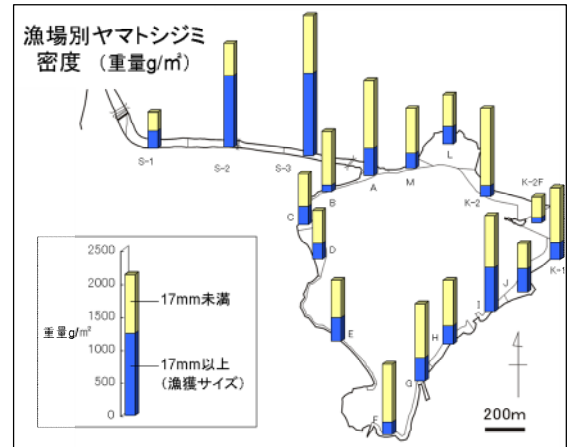 漁場別ヤマトシジミ
密度 （重量g/㎡）
S-1
S-2
S-3
A
B
C
D
E
F
G
H
I
J
K-1
K-2
K-2F
L
M
2500
2000
1500
1000
500
0
重量g/㎡
17mm未満
17mm以上
（漁獲サイズ）
200m